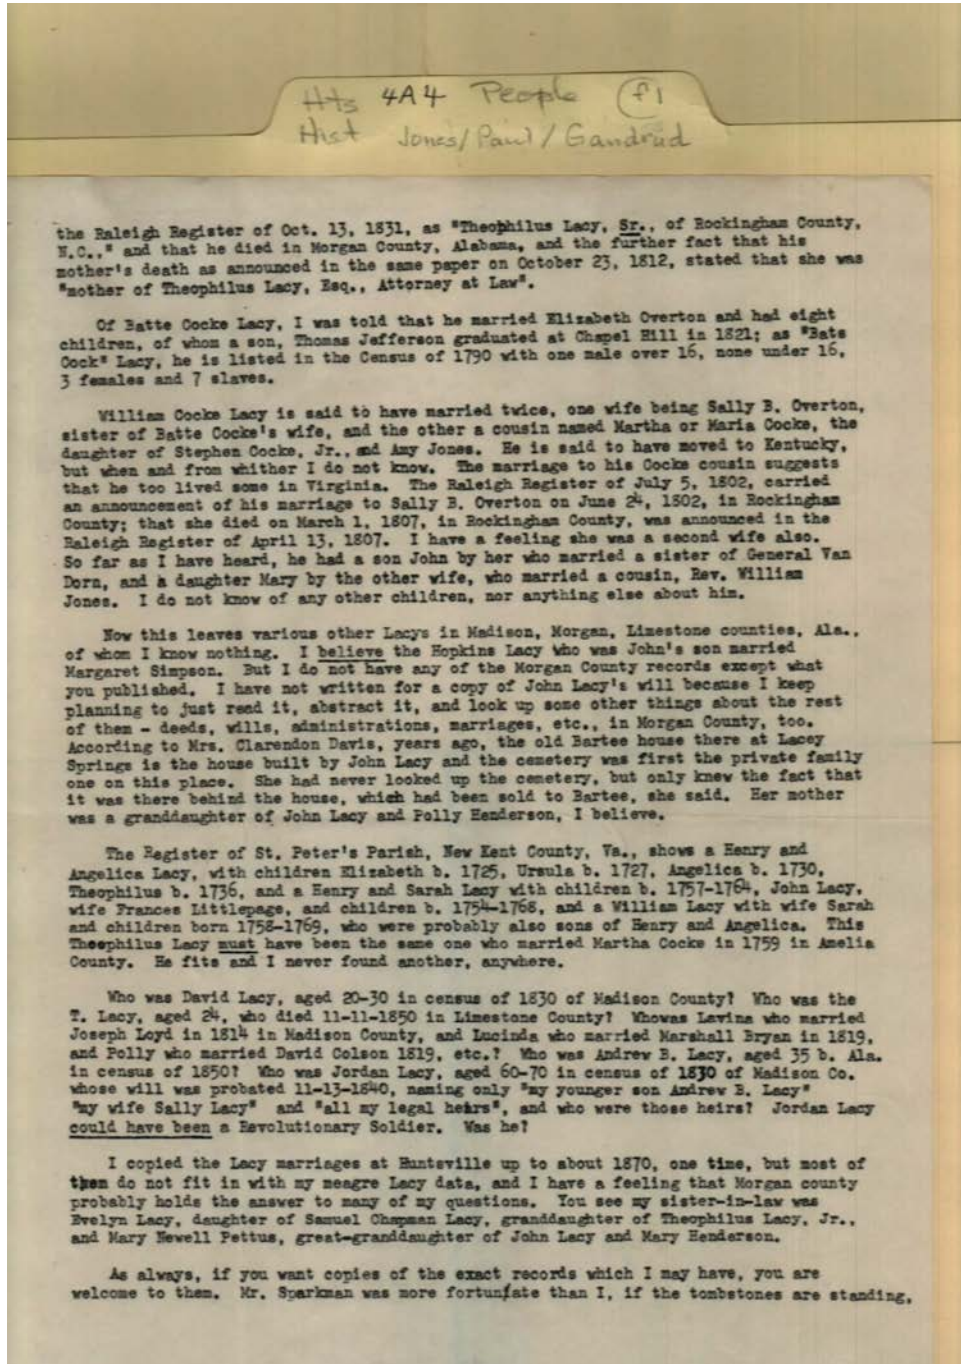 Hts 4A4 People f1
Hist Jones/Paul/Gandrud
the Raleigh Register of Oct. 13, 1831, as "Theophilus Lacy, Sr., of Rockingham County,
N.C.," and that he died in Morgan County, Alabama, and the further fact that his
mother's death as announced in the same paper on October 23, 1812, stated that she was
"mother of Theophilus Lacy, Esq., Attorney at Law".
Of Batte Cocke Lacy, I was told that he married Elizabeth Overton and had eight
children, of whom a son, Thomas Jefferson graduated at Chapel Hill in 1821; as "Bats
Cock" Lacy, he is listed in the Census of 1790 with one male over 16, none under 16,
3 females and 7 slaves.
William Cocke Lacy is said to have married twice, one wife being Sally B. Overton,
sister of Batte Cocke's wife, and the other a cousin named Martha or Maria Cocke, the
daughter of Stephen Cocke, Jr., and Amy Jones. He is said to have moved to Kentucky,
but when and from whither I do not know. The marriage to his Cocke cousin suggests
that he too lived some in Virginia. The Raleigh Register of July 5, 1802, carried
an announcement of his marriage to Sally B. Overton on June 24, 1802, in Rockingham
County; that she died on March 1, 1807, in Rockingham County, was announced in the
Raleigh Register of April 13, 1807. I have a feeling she was a second wife also.
So far as I have heard, he had a son John by her who married a sister of General Van
Dorn, and a daughter Mary by the other wife, who married a cousin, Rev. William
Jones. I do not know of any other children, nor anything else about him.
Now this leaves various other Lacys in Madison, Morgan, Limestone counties, Ala.,
of whom I know nothing. I believe the Hopkins Lacy who was John's son married
Margaret Simpson. But I do not have any of the Morgan County records except what
you published. I have not written for a copy of John Lacy's will because I keep
planning to just read it, abstract it, and look up some other things about the rest
of them - deeds, wills, administrations, marriages, etc., in Morgan County, too.
According to Mrs. Clarendon Davis, years ago, the old Bartee house there at Lacey
Springs is the house built by John Lacy and the cemetery was first the private family
one on this place. She had never looked up the cemetery, but only knew the fact that
it was there behind the house, which had been sold to Bartee, she said. Her mother
was a granddaughter of John Lacy and Polly Henderson, I believe.
The Register of St. Peter's Parish, New Kent County, Va., shows a Henry and
Angelica Lacy, with children Elizabeth b. 1725, Ursula b. 1727, Angelica b. 1730,
Theophilus b. 1736, and a Henry and Sarah Lacy with children b. 1757-1764, John Lacy,
wife Frances Littlepage, and children b. 1754-1768, and a William Lacy with wife Sarah
and children born 1758-1769, who were probably also sons of Henry and Angelica. This
Theophilus Lacy must have been the same one who married Martha Cocke in 1759 in Amelia
County. He fits and I never found another, anywhere.
Who was David Lacy, aged 20-30 in census of 1830 of Madison County? Who was the
T. Lacy, aged 24, who died 11-11-1850 in Limestone County? Whowas Lavina who married
Joseph Loyd in 1814 in Madison County, and Lucinda who married Marshall Bryan in 1819,
and Polly who married David Colson 1819, etc.? Who was Andrew B. Lacy, aged 35 b. Ala.
in census of 1850? Who was Jordan Lacy, aged 60-70 in census of 1830 of Madison Co.
whose will was probated 11-13-1840, naming only "my younger son Andrew B. Lacy"
"my wife Sally Lacy" and "all my legal heirs", and who were those heirs? Jordan Lacy
could have been a Revolutionary Soldier. Was he?
I copied the Lacy marriages at Huntsville up to about 1870, one time, but most of
them do not fit in with my meagre Lacy data, and I have a feeling that Morgan county
probably holds the answer to many of my questions. You see my sister-in-law was
Evelyn Lacy, daughter of Samuel Chapman Lacy, granddaughter of Theophilus Lacy, Jr.,
and Mary Newell Pettus, great-granddaughter of John Lacy and Mary Henderson.
As always, if you want copies of the exact records which I may have, you are
welcome to them. Mr. Sparkman was more fortunate than I, if the tombstones are standing,